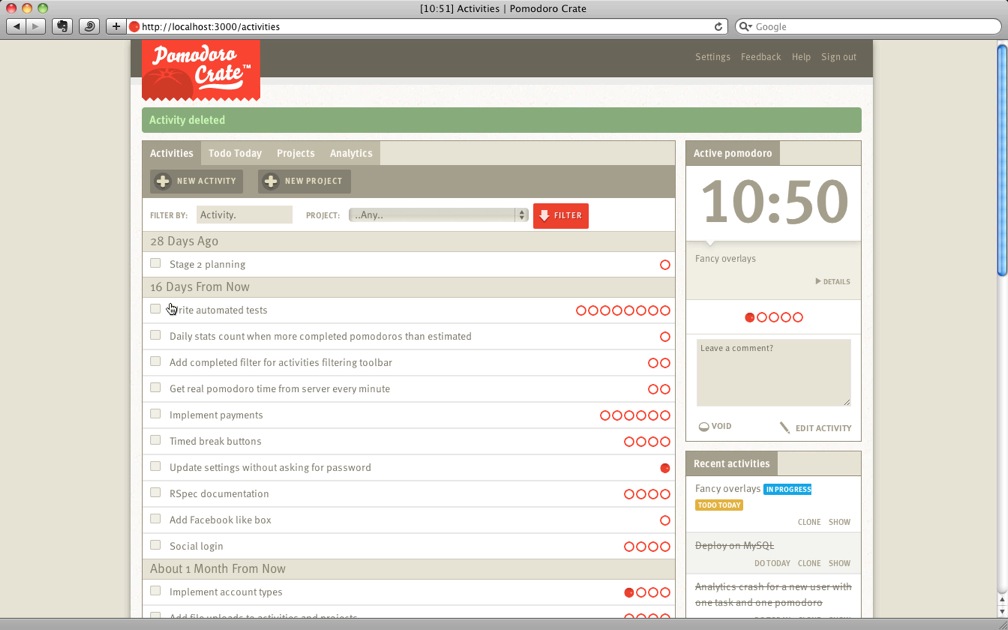 [10:51] Activities | Pomodoro Crate
http://localhost:3000/activities
Google
Pomodoro
Crate™
Settings Feedback Help Sign out
Activity deleted
Activities Todo Today Projects Analytics
NEW ACTIVITY NEW PROJECT
FILTER BY: Activity. PROJECT: ..Any.. FILTER
28 Days Ago
Stage 2 planning
16 Days From Now
Write automated tests
Daily stats count when more completed pomodoros than estimated
Add completed filter for activities filtering toolbar
Get real pomodoro time from server every minute
Implement payments
Timed break buttons
Update settings without asking for password
RSpec documentation
Add Facebook like box
Social login
About 1 Month From Now
Implement account types
Add file uploads to activities and projects
Active pomodoro
10:50
Fancy overlays
DETAILS
Leave a comment?
VOID EDIT ACTIVITY
Recent activities
Fancy overlays IN PROGRESS
TODO TODAY
CLONE SHOW
Deploy on MySQL
DO TODAY CLONE SHOW
Analytics crash for a new user with
one task and one pomodoro